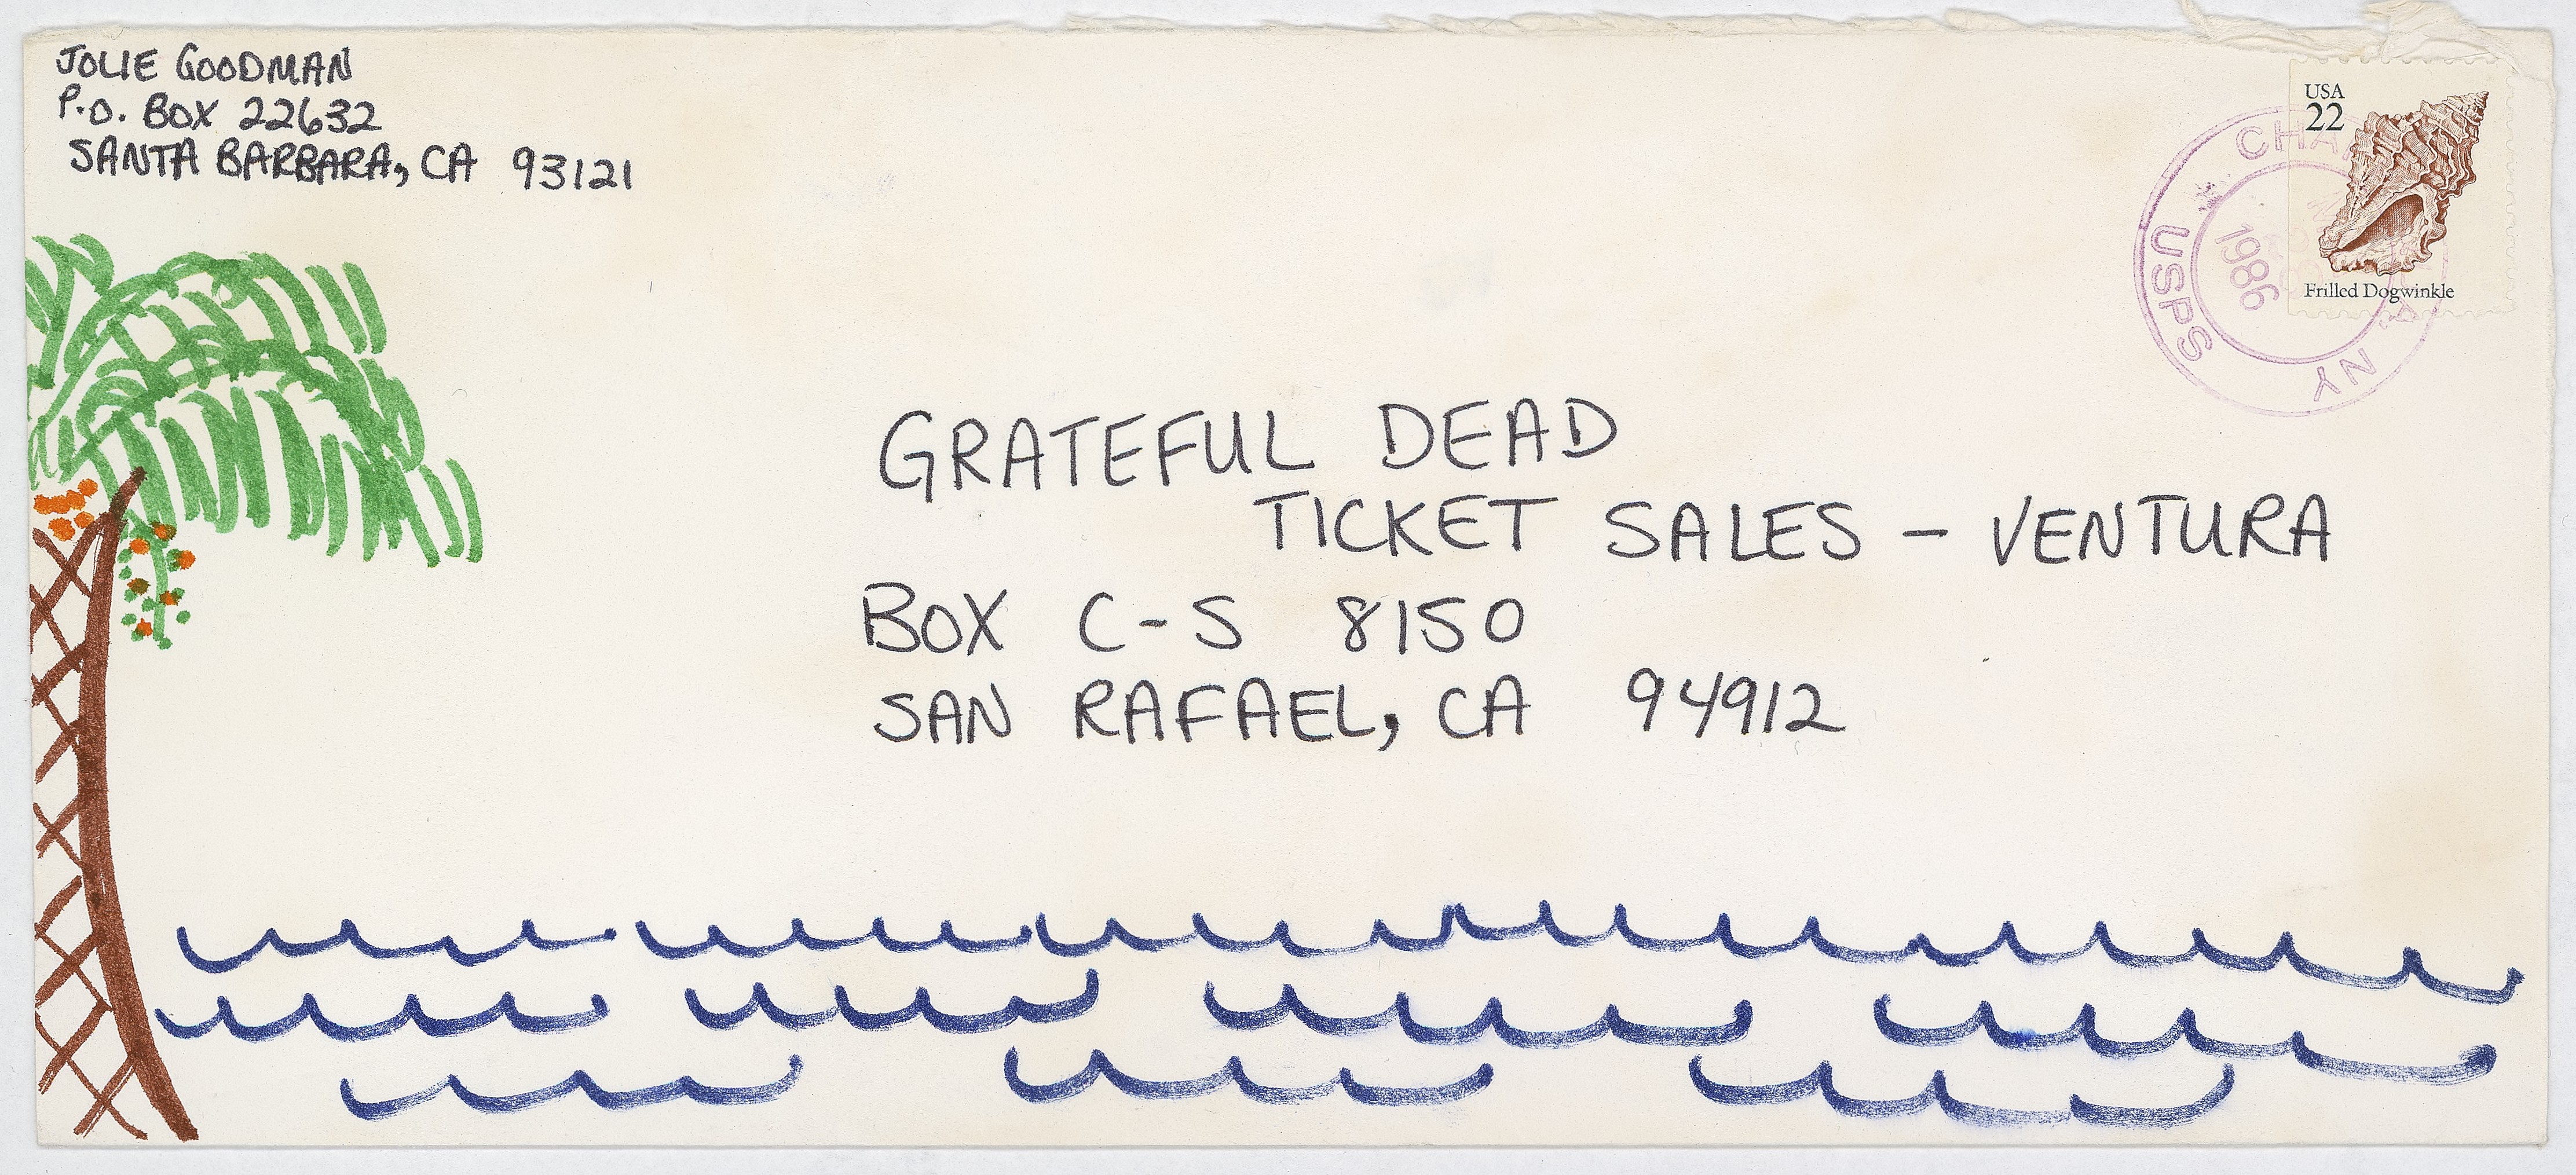 JOLIE GOODMAN
P.O. BOX 22632
SANTA BARBARA, CA 93121
USA
22
Frilled Dogwinkle
USPS
1986
NY
GRATEFUL DEAD
TICKET SALES - VENTURA
BOX C-S 8150
SAN RAFAEL, CA 94912